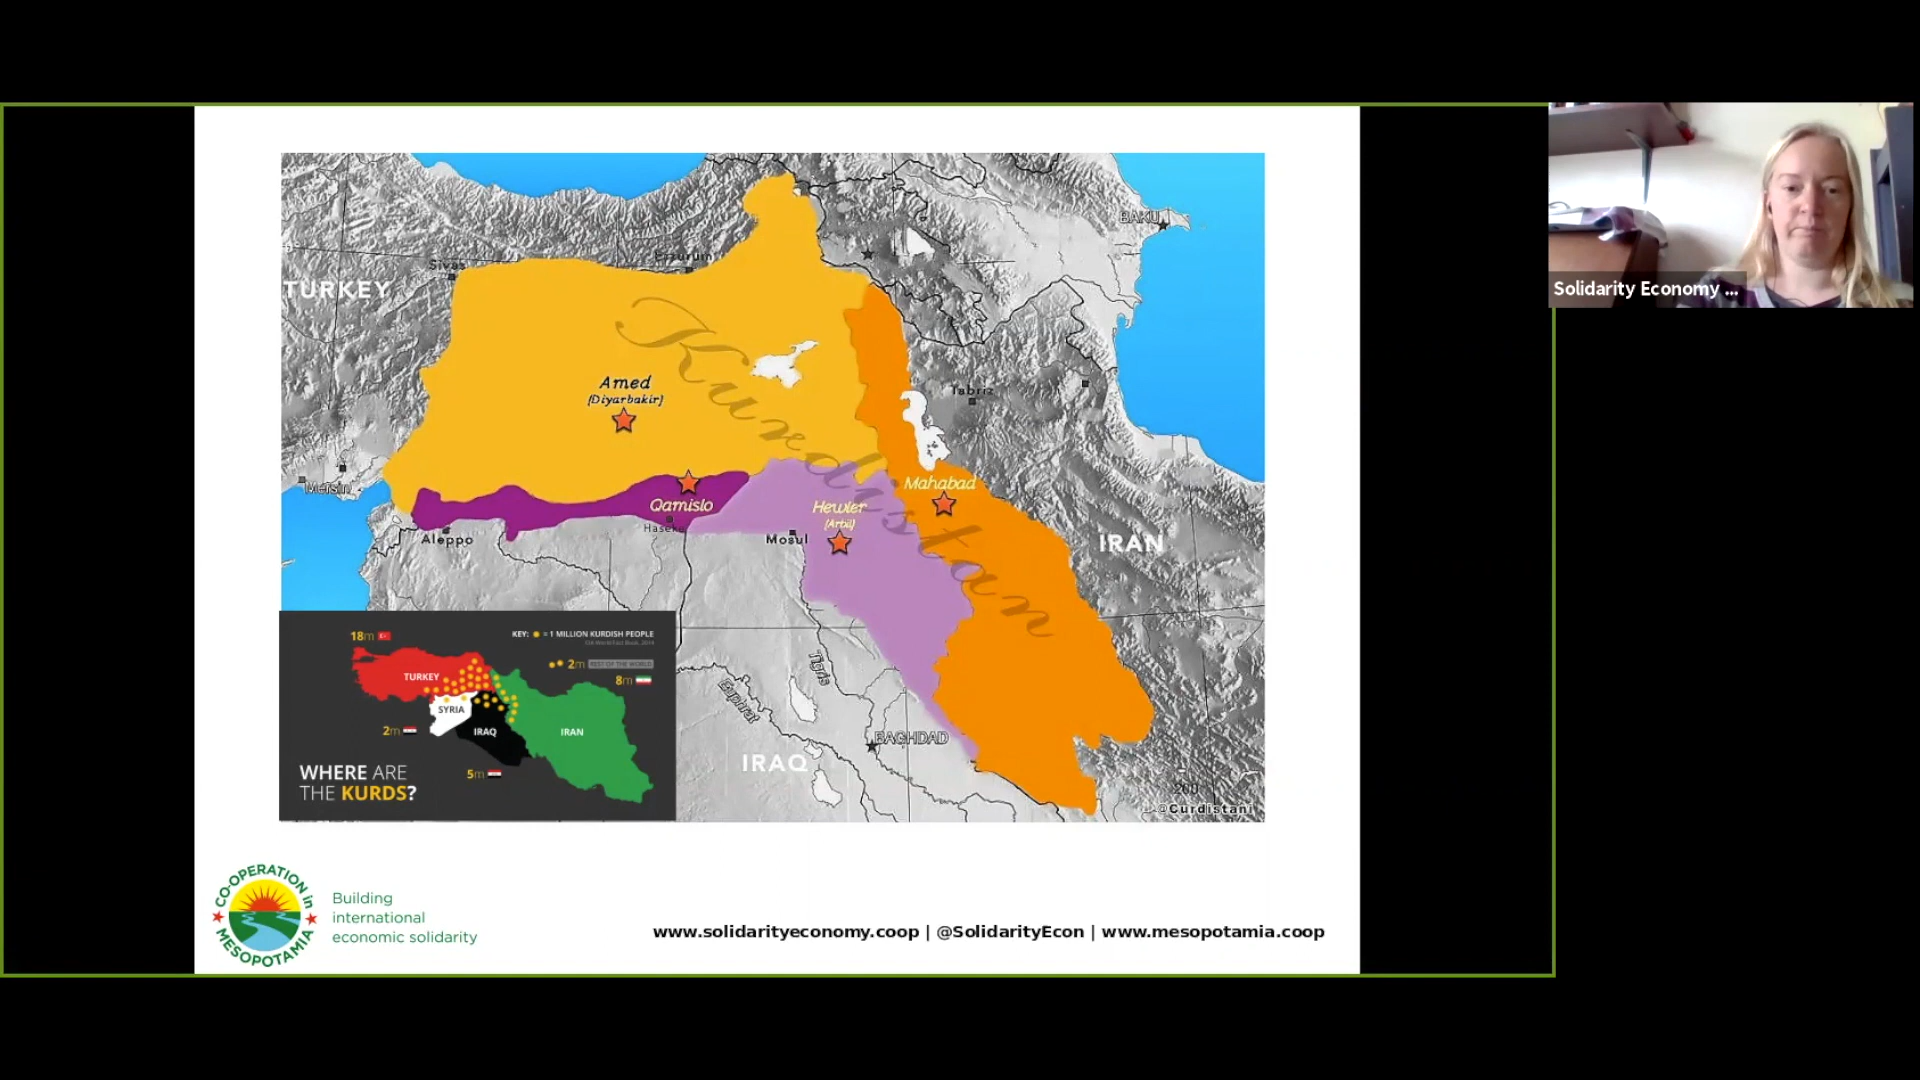 BAKU
Sivas
Erzurum
TURKEY
Kurdistan
Amed
(Diyarbakir)
Tabriz
Mersin
Qamislo
Haseke
Mahabad
Hewler
(Arbil)
Aleppo
Mosul
IRAN
Tigris
Euphrat
BAGHDAD
IRAQ
@Curdistani
18m
KEY: = 1 MILLION KURDISH PEOPLE
2m REST OF THE WORLD
8m
TURKEY
SYRIA
2m
IRAQ
IRAN
5m
WHERE ARE
THE KURDS?
CO-OPERATION in
MESOPOTAMIA
Building
international
economic solidarity
www.solidarityeconomy.coop | @SolidarityEcon | www.mesopotamia.coop
Solidarity Economy ...